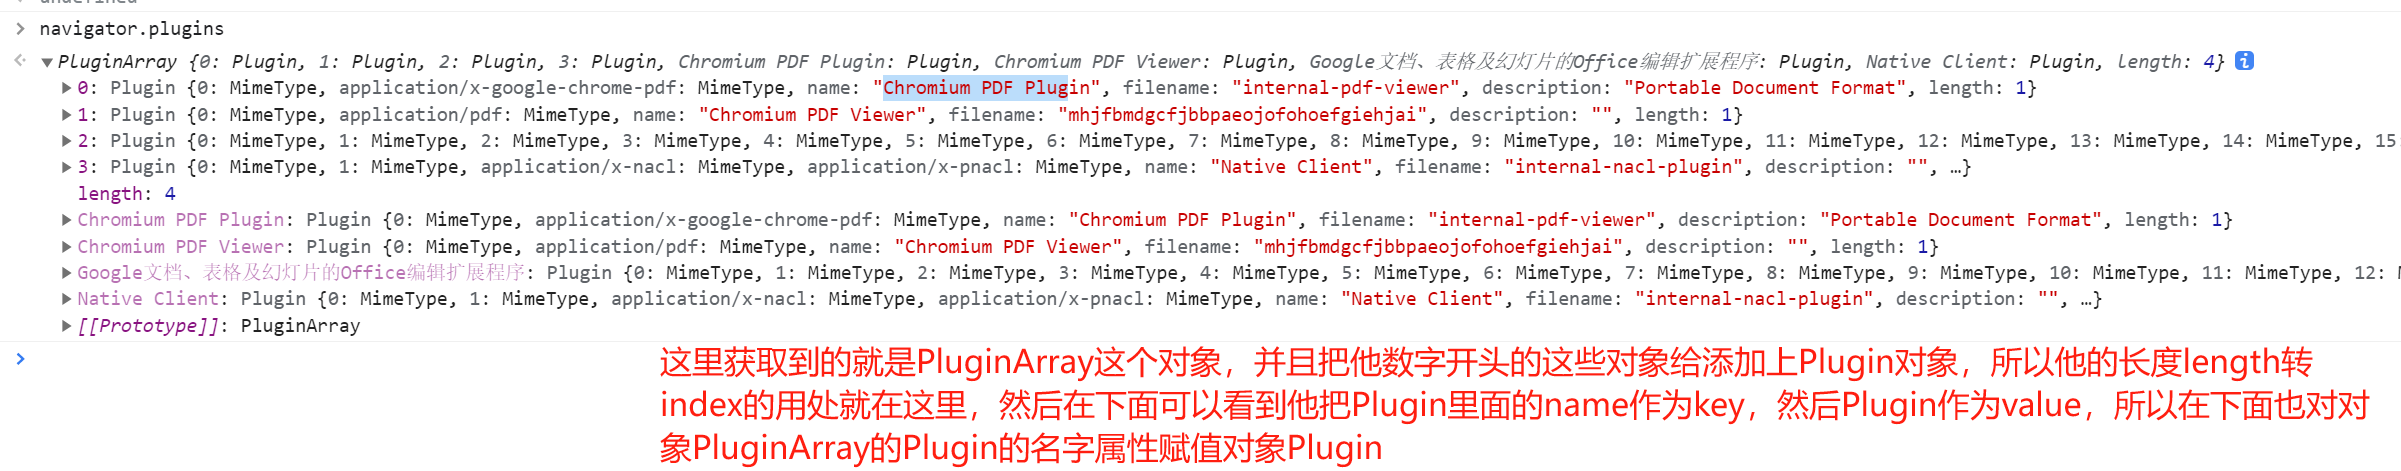 undefined
navigator.plugins
PluginArray {0: Plugin, 1: Plugin, 2: Plugin, 3: Plugin, Chromium PDF Plugin: Plugin, Chromium PDF Viewer: Plugin, Google文档、表格及幻灯片的Office编辑扩展程序: Plugin, Native Client: Plugin, length: 4}
0: Plugin {0: MimeType, application/x-google-chrome-pdf: MimeType, name: "Chromium PDF Plugin", filename: "internal-pdf-viewer", description: "Portable Document Format", length: 1}
1: Plugin {0: MimeType, application/pdf: MimeType, name: "Chromium PDF Viewer", filename: "mhjfbmdgcfjbbpaeojofohoefgiehjai", description: "", length: 1}
2: Plugin {0: MimeType, 1: MimeType, 2: MimeType, 3: MimeType, 4: MimeType, 5: MimeType, 6: MimeType, 7: MimeType, 8: MimeType, 9: MimeType, 10: MimeType, 11: MimeType, 12: MimeType, 13: MimeType, 14: MimeType, 15:
3: Plugin {0: MimeType, 1: MimeType, application/x-nacl: MimeType, application/x-pnacl: MimeType, name: "Native Client", filename: "internal-nacl-plugin", description: "", …}
length: 4
Chromium PDF Plugin: Plugin {0: MimeType, application/x-google-chrome-pdf: MimeType, name: "Chromium PDF Plugin", filename: "internal-pdf-viewer", description: "Portable Document Format", length: 1}
Chromium PDF Viewer: Plugin {0: MimeType, application/pdf: MimeType, name: "Chromium PDF Viewer", filename: "mhjfbmdgcfjbbpaeojofohoefgiehjai", description: "", length: 1}
Google文档、表格及幻灯片的Office编辑扩展程序: Plugin {0: MimeType, 1: MimeType, 2: MimeType, 3: MimeType, 4: MimeType, 5: MimeType, 6: MimeType, 7: MimeType, 8: MimeType, 9: MimeType, 10: MimeType, 11: MimeType, 12: M
Native Client: Plugin {0: MimeType, 1: MimeType, application/x-nacl: MimeType, application/x-pnacl: MimeType, name: "Native Client", filename: "internal-nacl-plugin", description: "", …}
[[Prototype]]: PluginArray
这里获取到的就是PluginArray这个对象，并且把他数字开头的这些对象给添加上Plugin对象，所以他的长度length转
index的用处就在这里，然后在下面可以看到他把Plugin里面的name作为key，然后Plugin作为value，所以在下面也对对
象PluginArray的Plugin的名字属性赋值对象Plugin